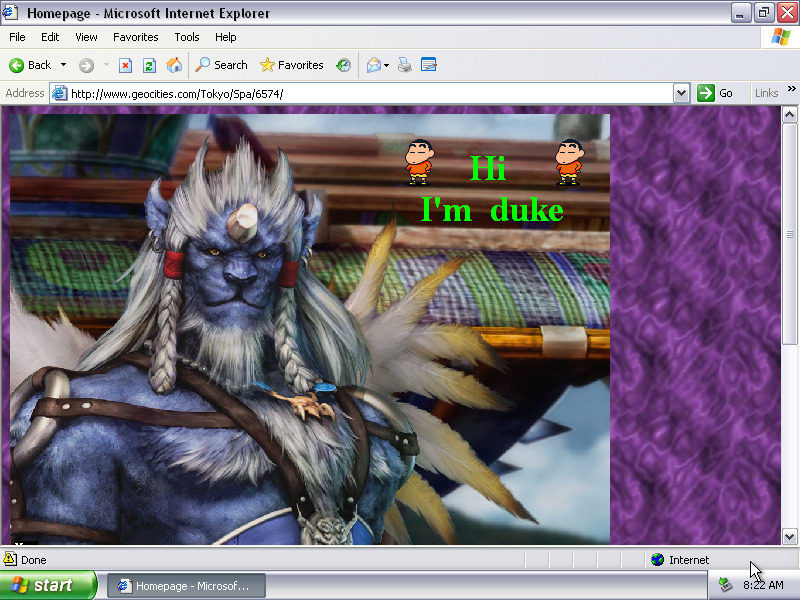 Homepage - Microsoft Internet Explorer
File Edit View Favorites Tools Help
Back Search Favorites
Address http://www.geocities.com/Tokyo/Spa/6574/ Go Links »
Hi
I'm duke
Done Internet
start Homepage - Microsof... 8:22 AM